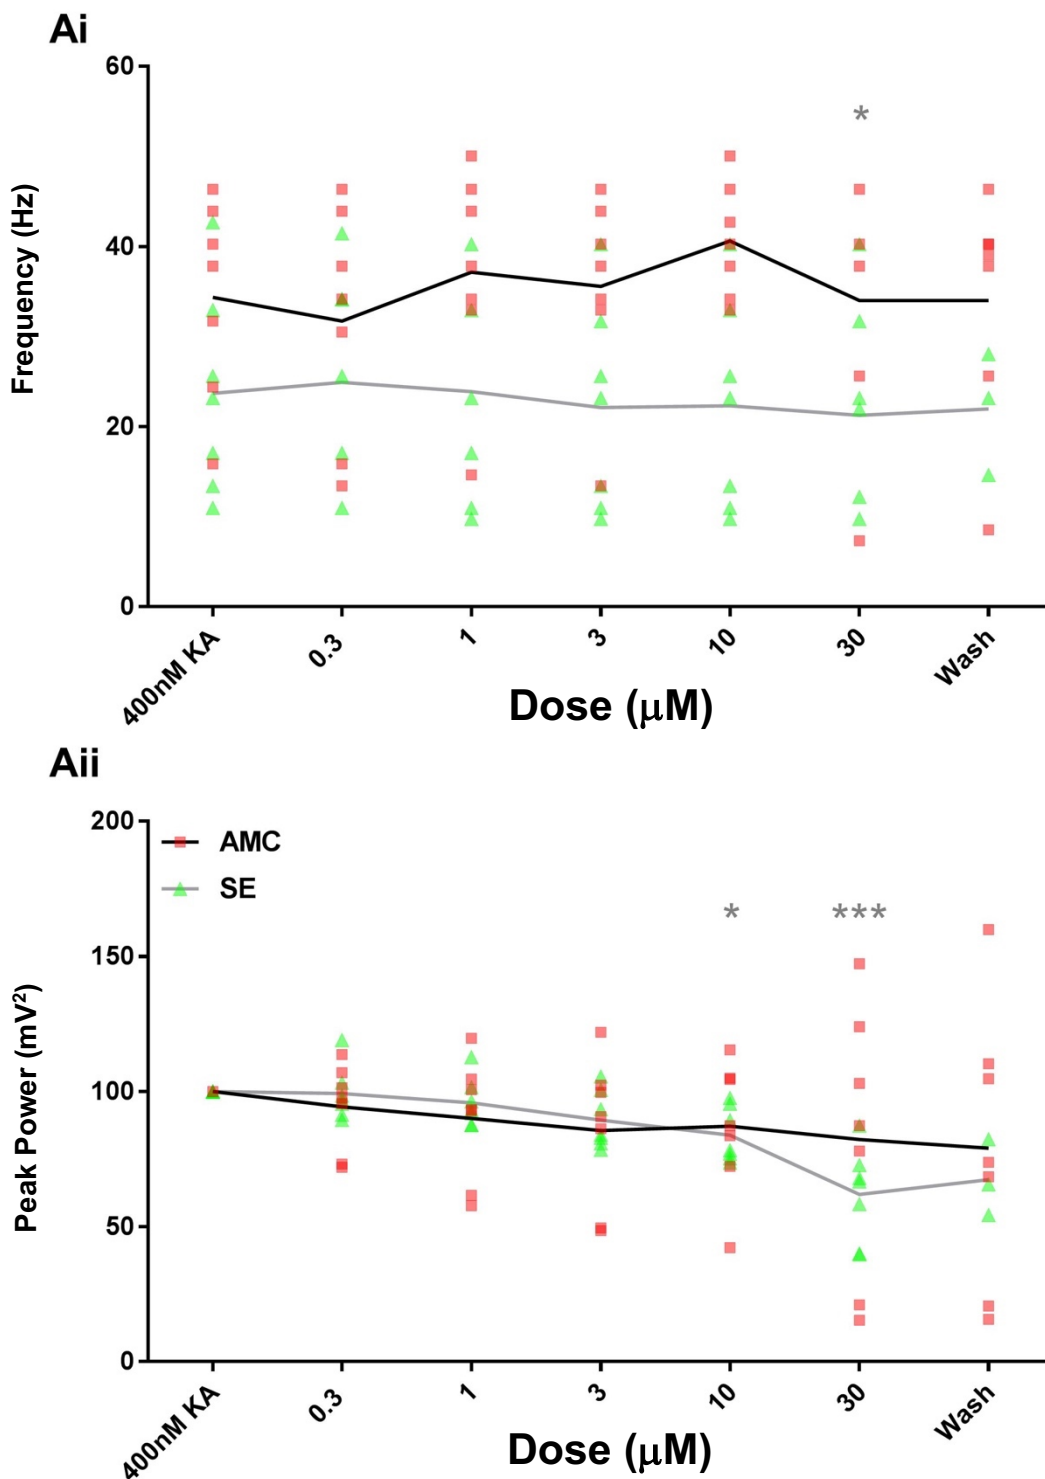 Ai
60
40
20
0
Frequency (Hz)
*
400nM KA
0.3
1
3
10
30
Wash
Dose (μM)
Aii
200
150
100
50
0
Peak Power (mV²)
AMC
SE
*
***
400nM KA
0.3
1
3
10
30
Wash
Dose (μM)